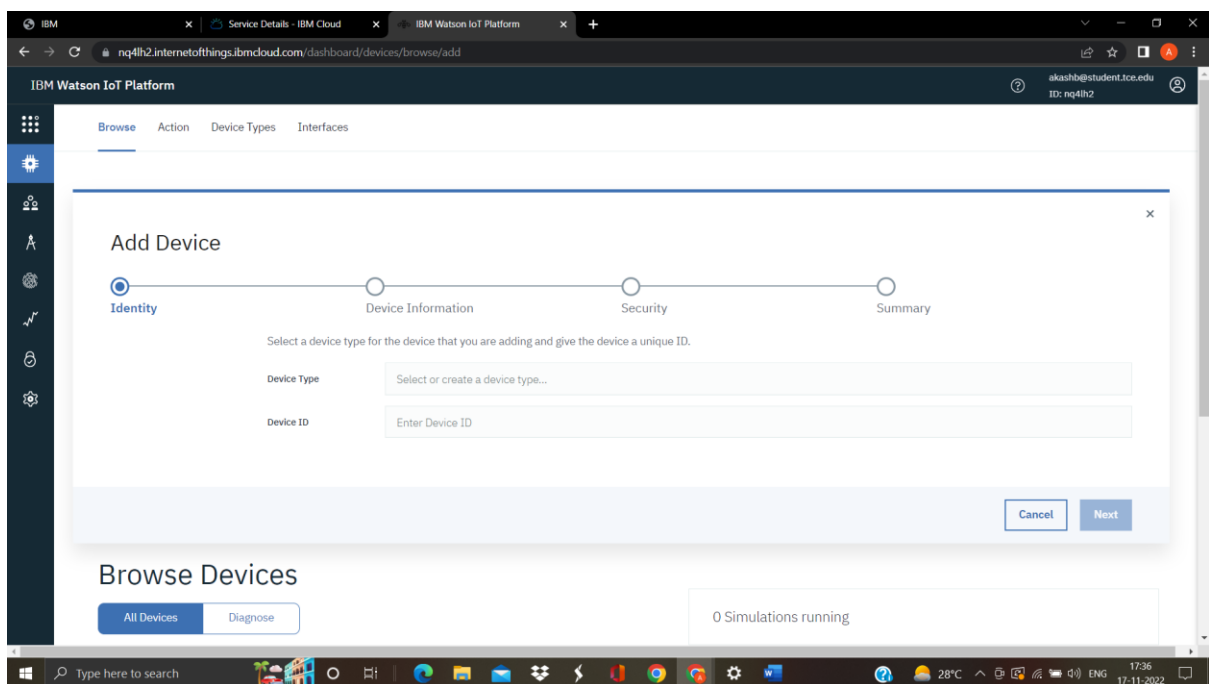 IBM
Service Details - IBM Cloud
IBM Watson IoT Platform
nq4lh2.internetofthings.ibmcloud.com/dashboard/devices/browse/add
A
IBM Watson IoT Platform
akashb@student.tce.edu
ID: nq4lh2
Browse Action Device Types Interfaces
Add Device
Identity Device Information Security Summary
Select a device type for the device that you are adding and give the device a unique ID.
Device Type Select or create a device type...
Device ID Enter Device ID
Cancel Next
Browse Devices
All Devices Diagnose
0 Simulations running
Type here to search
28°C
ENG
17:36
17-11-2022